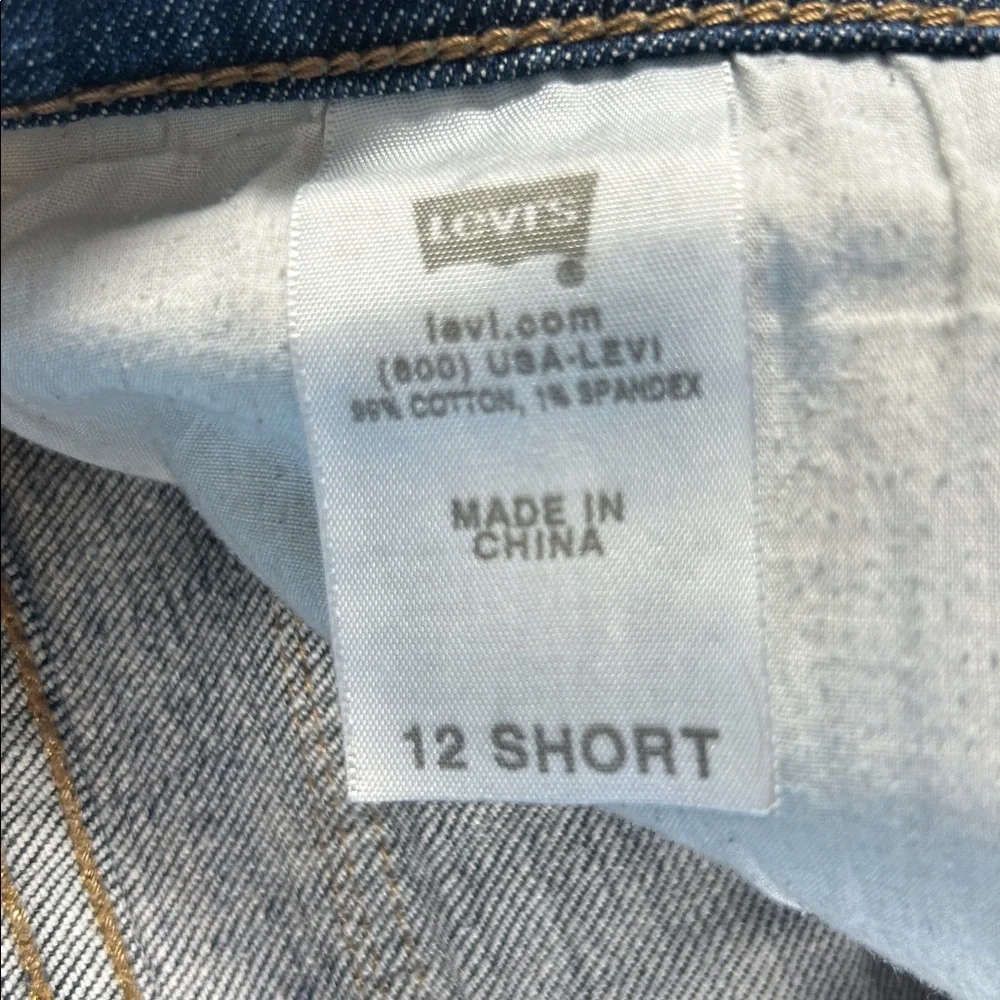 Levi's
®
levi.com
(800) USA-LEVI
99% COTTON, 1% SPANDEX
MADE IN
CHINA
12 SHORT